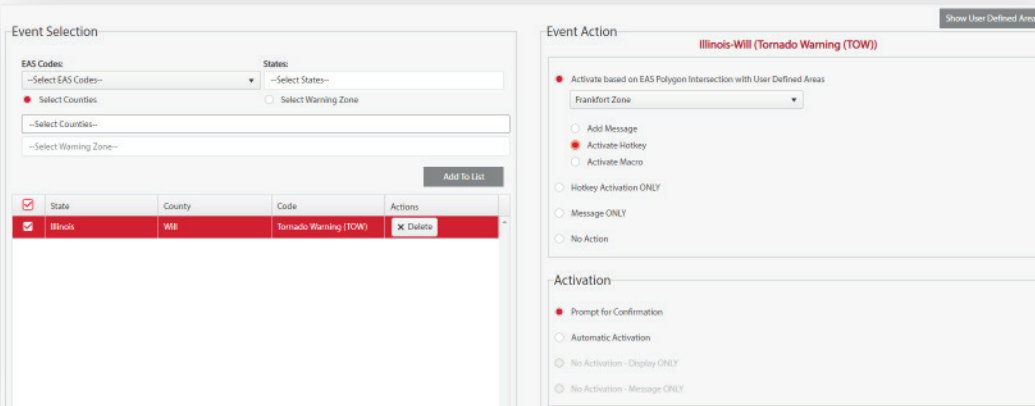 Show User Defined Area
Event Selection
EAS Codes:
States:
--Select EAS Codes--
--Select States--
Select Counties
Select Warning Zone
--Select Counties--
--Select Warning Zone--
Add To List
State County Code Actions
Illinois Will Tornado Warning (TOW) X Delete
Event Action
Illinois-Will (Tornado Warning (TOW))
Activate based on EAS Polygon Intersection with User Defined Areas
Frankfort Zone
Add Message
Activate Hotkey
Activate Macro
Hotkey Activation ONLY
Message ONLY
No Action
Activation
Prompt for Confirmation
Automatic Activation
No Activation - Display ONLY
No Activation - Message ONLY